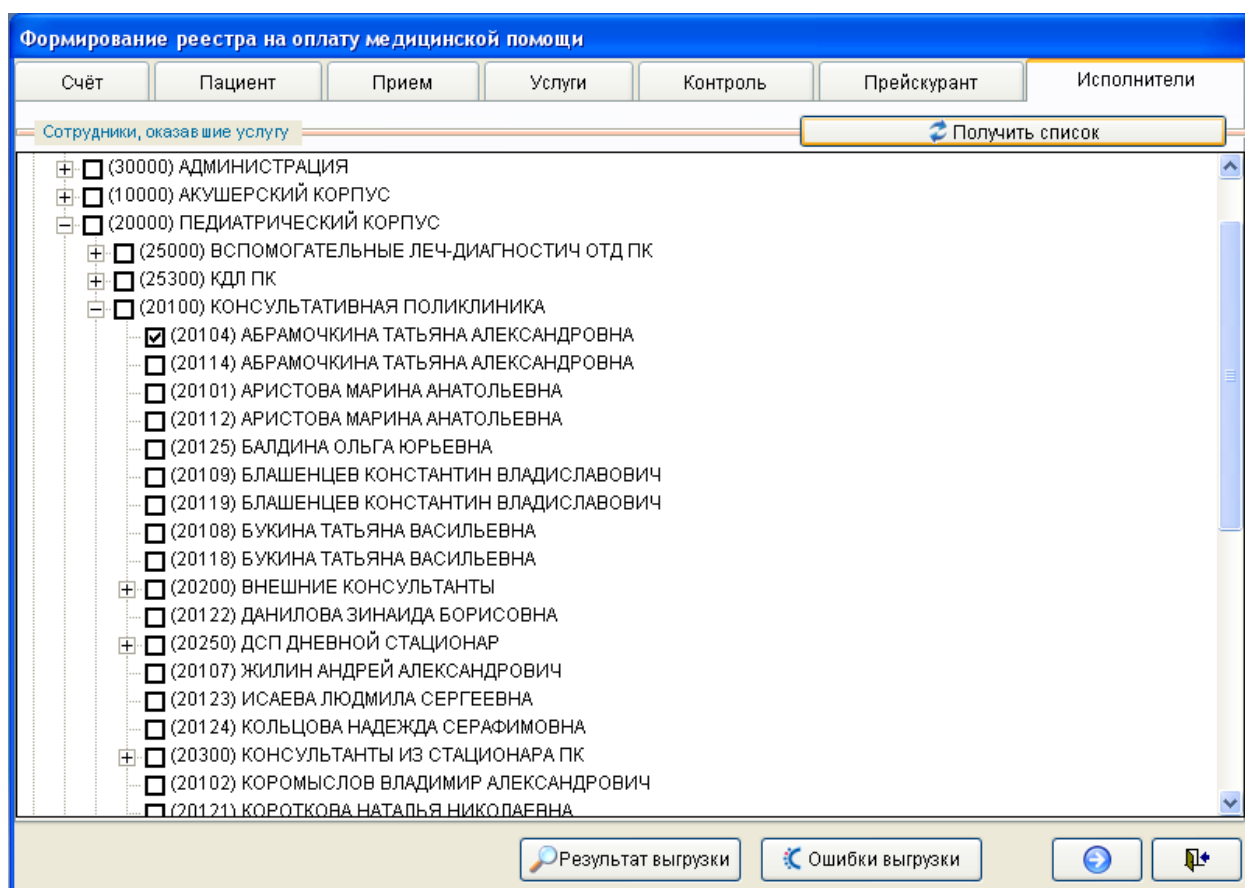 Формирование реестра на оплату медицинской помощи
Счёт Пациент Прием Услуги Контроль Прейскурант Исполнители
Сотрудники, оказавшие услугу Получить список
(30000) АДМИНИСТРАЦИЯ
(10000) АКУШЕРСКИЙ КОРПУС
(20000) ПЕДИАТРИЧЕСКИЙ КОРПУС
(25000) ВСПОМОГАТЕЛЬНЫЕ ЛЕЧ-ДИАГНОСТИЧ ОТД ПК
(25300) КДЛ ПК
(20100) КОНСУЛЬТАТИВНАЯ ПОЛИКЛИНИКА
(20104) АБРАМОЧКИНА ТАТЬЯНА АЛЕКСАНДРОВНА
(20114) АБРАМОЧКИНА ТАТЬЯНА АЛЕКСАНДРОВНА
(20101) АРИСТОВА МАРИНА АНАТОЛЬЕВНА
(20112) АРИСТОВА МАРИНА АНАТОЛЬЕВНА
(20125) БАЛДИНА ОЛЬГА ЮРЬЕВНА
(20109) БЛАШЕНЦЕВ КОНСТАНТИН ВЛАДИСЛАВОВИЧ
(20119) БЛАШЕНЦЕВ КОНСТАНТИН ВЛАДИСЛАВОВИЧ
(20108) БУКИНА ТАТЬЯНА ВАСИЛЬЕВНА
(20118) БУКИНА ТАТЬЯНА ВАСИЛЬЕВНА
(20200) ВНЕШНИЕ КОНСУЛЬТАНТЫ
(20122) ДАНИЛОВА ЗИНАИДА БОРИСОВНА
(20250) ДСП ДНЕВНОЙ СТАЦИОНАР
(20107) ЖИЛИН АНДРЕЙ АЛЕКСАНДРОВИЧ
(20123) ИСАЕВА ЛЮДМИЛА СЕРГЕЕВНА
(20124) КОЛЬЦОВА НАДЕЖДА СЕРАФИМОВНА
(20300) КОНСУЛЬТАНТЫ ИЗ СТАЦИОНАРА ПК
(20102) КОРОМЫСЛОВ ВЛАДИМИР АЛЕКСАНДРОВИЧ
(20121) КОРОТКОВА НАТАЛЬЯ НИКОЛАЕВНА
Результат выгрузки Ошибки выгрузки